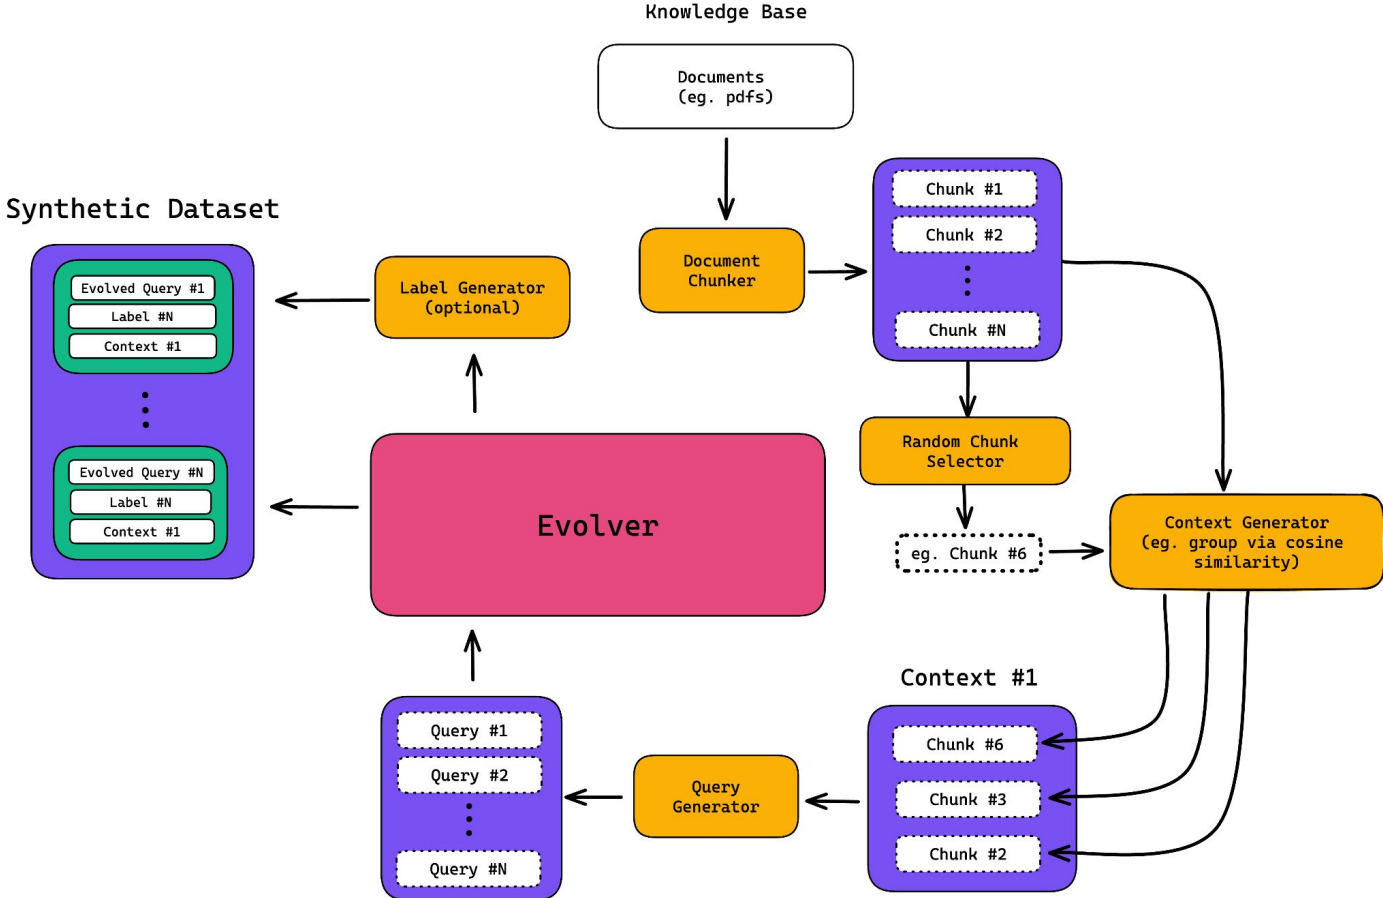 Knowledge Base
Documents
(eg. pdfs)
Document
Chunker
Chunk #1
Chunk #2
Chunk #N
Random Chunk
Selector
eg. Chunk #6
Context Generator
(eg. group via cosine
similarity)
Context #1
Chunk #6
Chunk #3
Chunk #2
Query
Generator
Query #1
Query #2
Query #N
Evolver
Label Generator
(optional)
Synthetic Dataset
Evolved Query #1
Label #N
Context #1
Evolved Query #N
Label #N
Context #1